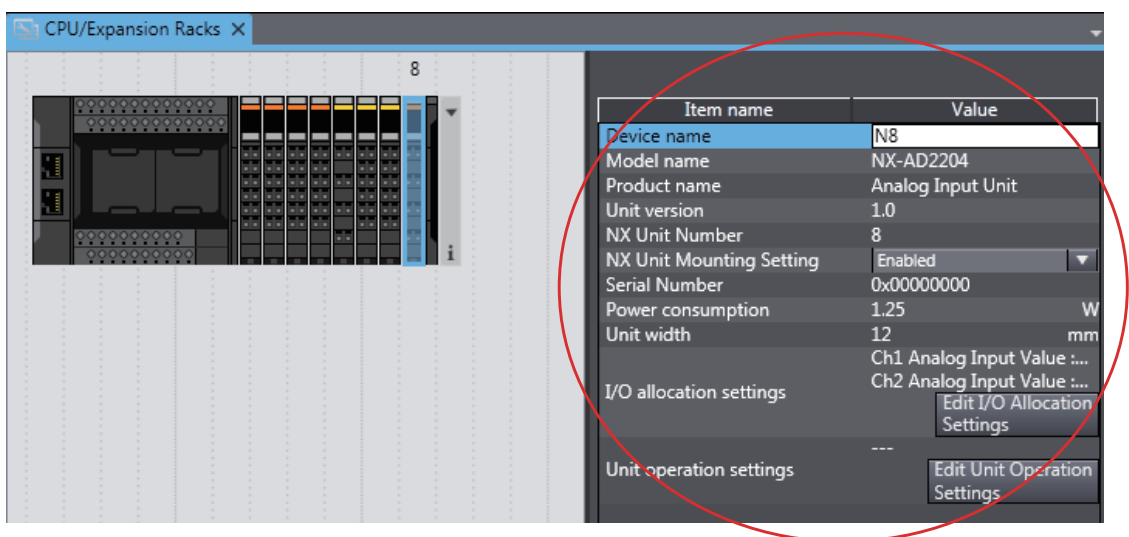 CPU/Expansion Racks
8
Item name Value
Device name N8
Model name NX-AD2204
Product name Analog Input Unit
Unit version 1.0
NX Unit Number 8
NX Unit Mounting Setting Enabled
Serial Number 0x00000000
Power consumption 1.25 W
Unit width 12 mm
Ch1 Analog Input Value :...
Ch2 Analog Input Value :...
I/O allocation settings
Edit I/O Allocation
Settings
---
Unit operation settings
Edit Unit Operation
Settings
i